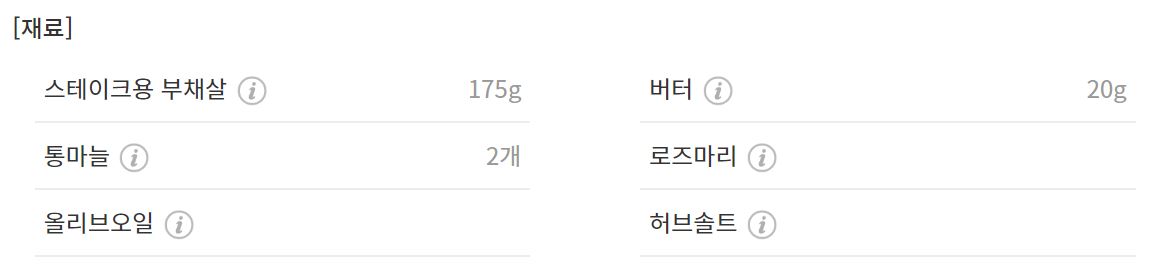 [재료]
스테이크용 부채살 175g
버터 20g
통마늘 2개
로즈마리
올리브오일
허브솔트